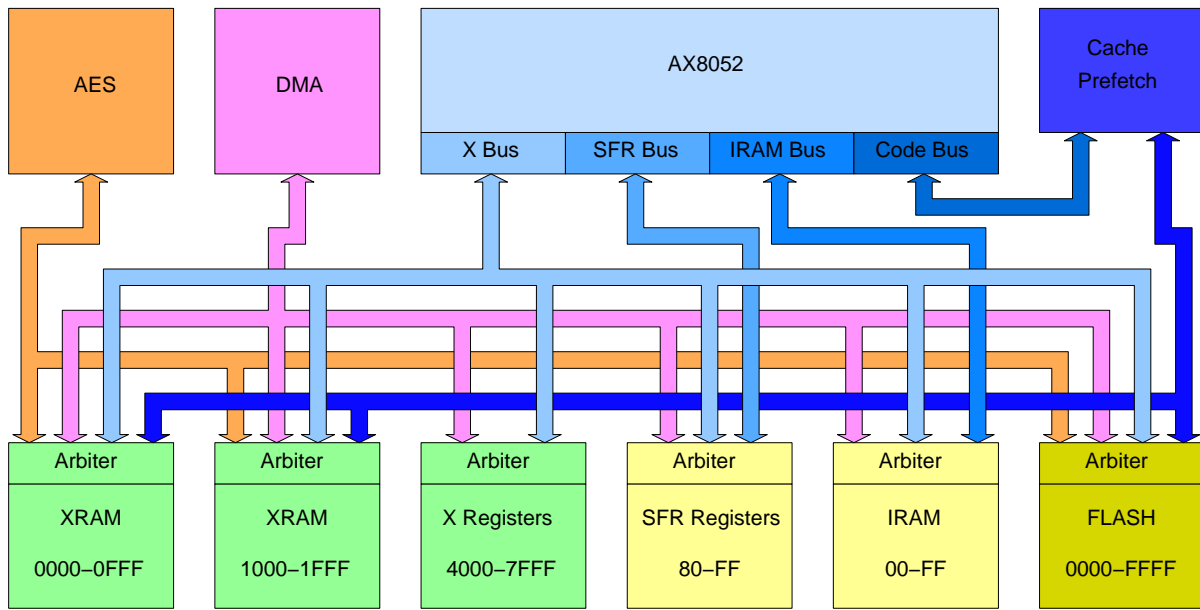 AES
DMA
AX8052
Cache
Prefetch
X Bus
SFR Bus
IRAM Bus
Code Bus
Arbiter
Arbiter
Arbiter
Arbiter
Arbiter
Arbiter
XRAM
XRAM
X Registers
SFR Registers
IRAM
FLASH
0000–0FFF
1000–1FFF
4000–7FFF
80–FF
00–FF
0000–FFFF